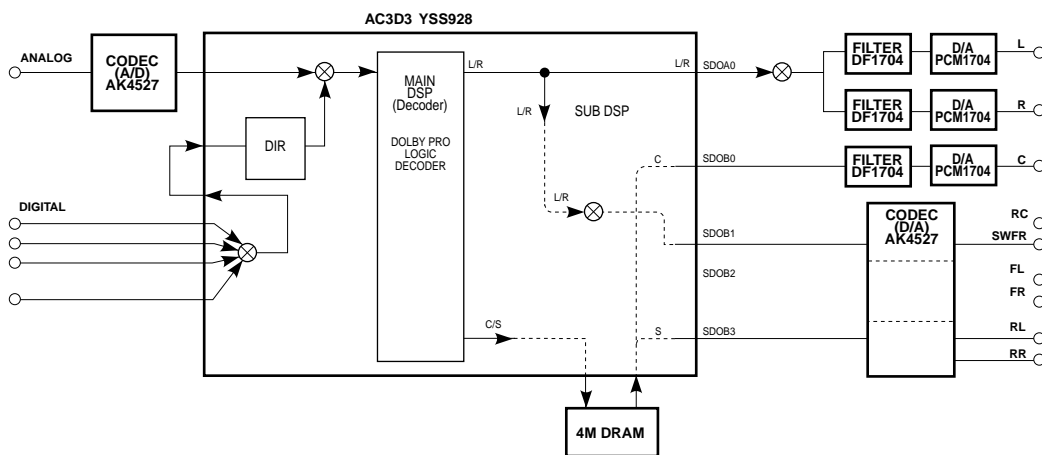 AC3D3 YSS928
ANALOG
CODEC
(A/D)
AK4527
MAIN
DSP
(Decoder)
DOLBY PRO
LOGIC
DECODER
L/R
L/R
SDOA0
FILTER
DF1704
D/A
PCM1704
L
L/R
SUB DSP
FILTER
DF1704
D/A
PCM1704
R
DIR
C
SDOB0
FILTER
DF1704
D/A
PCM1704
C
L/R
DIGITAL
CODEC
(D/A)
AK4527
RC
SDOB1
SWFR
SDOB2
FL
FR
C/S
S
SDOB3
RL
RR
4M DRAM